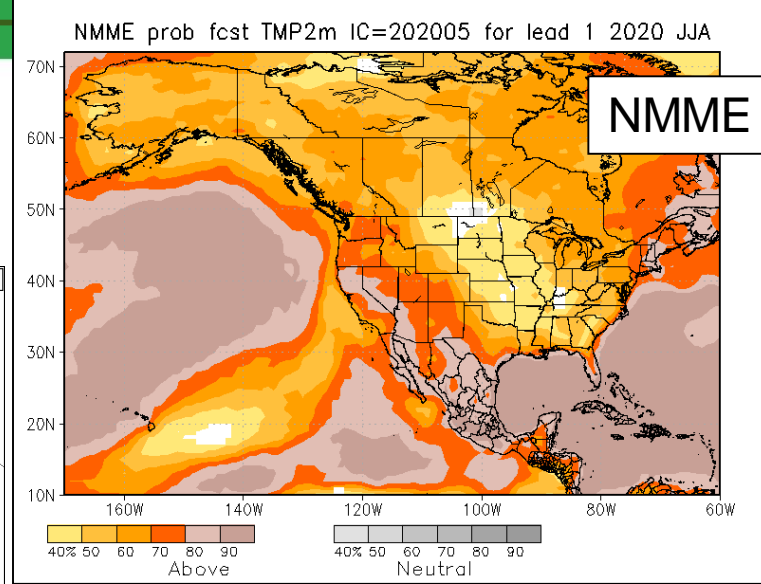 NMME prob fcst TMP2m IC=202005 for lead 1 2020 JJA
NMME
70N
60N
50N
40N
30N
20N
10N
160W 140W 120W 100W 80W 60W
40% 50 60 70 80 90
Above
40% 50 60 70 80 90
Neutral